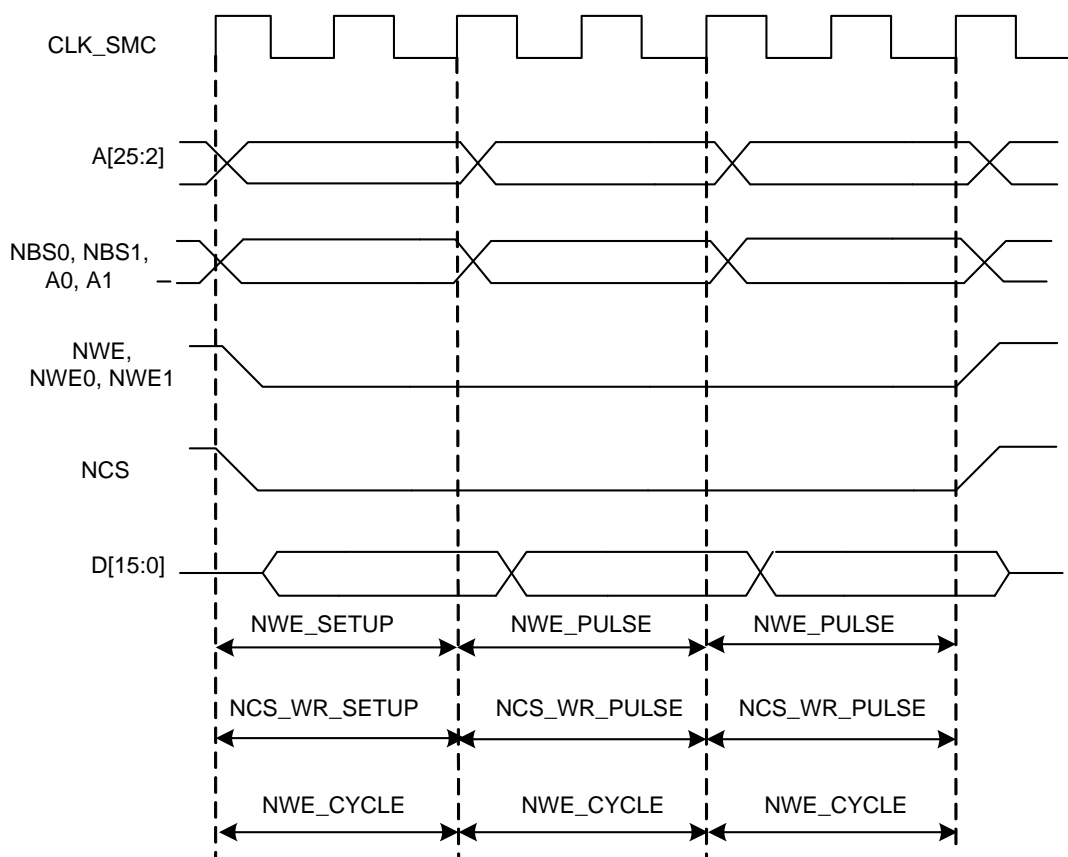 CLK_SMC
A[25:2]
NBS0, NBS1,
A0, A1
NWE,
NWE0, NWE1
NCS
D[15:0]
NWE_SETUP NWE_PULSE NWE_PULSE
NCS_WR_SETUP NCS_WR_PULSE NCS_WR_PULSE
NWE_CYCLE NWE_CYCLE NWE_CYCLE